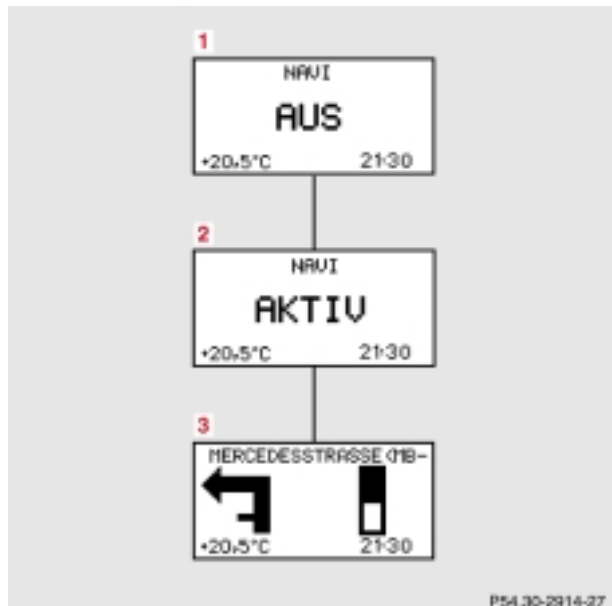 1
NAVI
AUS
+20,5°C 21:30
2
NAVI
AKTIV
+20,5°C 21:30
3
MERCEDESSTRASSE (MB-
+20,5°C 21:30
P54.30-2914-27